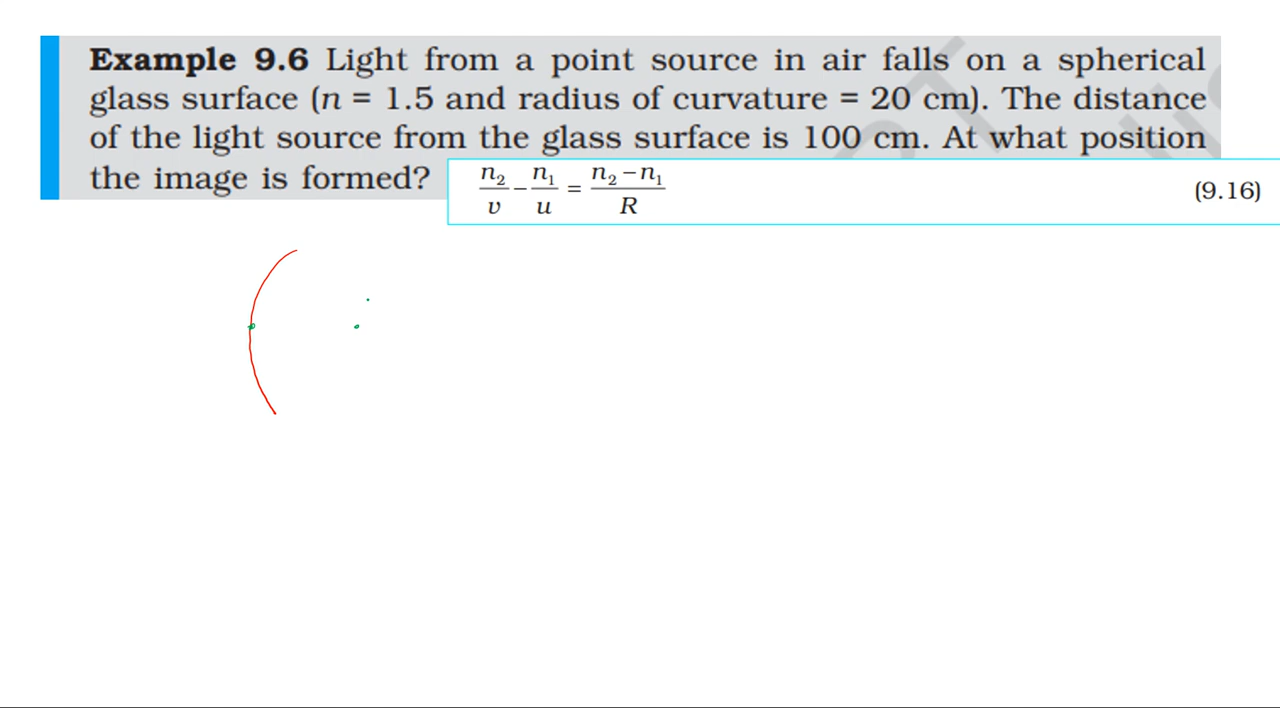 Example 9.6 Light from a point source in air falls on a spherical
glass surface (n = 1.5 and radius of curvature = 20 cm). The distance
of the light source from the glass surface is 100 cm. At what position
the image is formed?
n₂/v − n₁/u = (n₂ − n₁)/R (9.16)